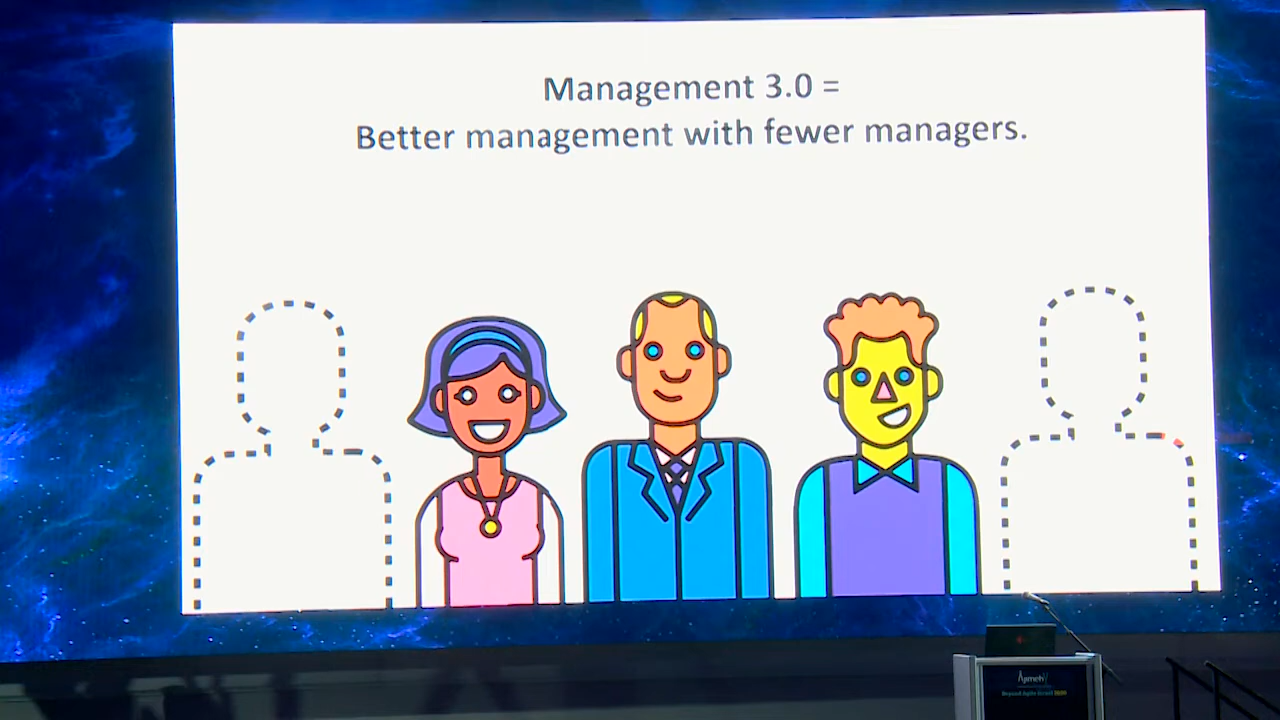 Management 3.0 =
Better management with fewer managers.